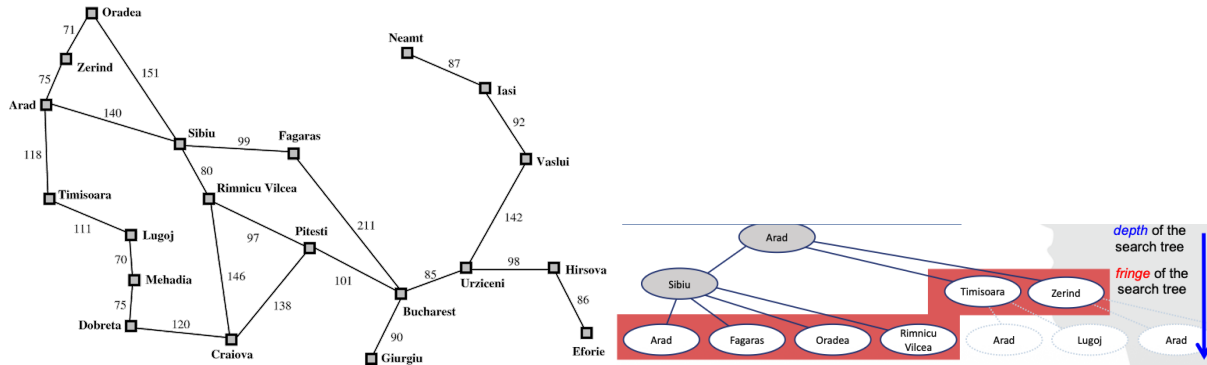 Oradea
71
Neamt
Zerind
87
151
75
Iasi
Arad
140
92
Sibiu
Fagaras
99
118
Vaslui
80
Timisoara
Rimnicu Vilcea
142
111
211
Lugoj
97
Pitesti
70
98
Hirsova
85
146
101
Urziceni
Mehadia
86
75
138
Bucharest
120
Dobreta
90
Craiova
Giurgiu
Eforie
depth of the
search tree
Arad
fringe of the
search tree
Sibiu
Timisoara
Zerind
Arad
Fagaras
Oradea
Rimnicu
Vilcea
Arad
Lugoj
Arad